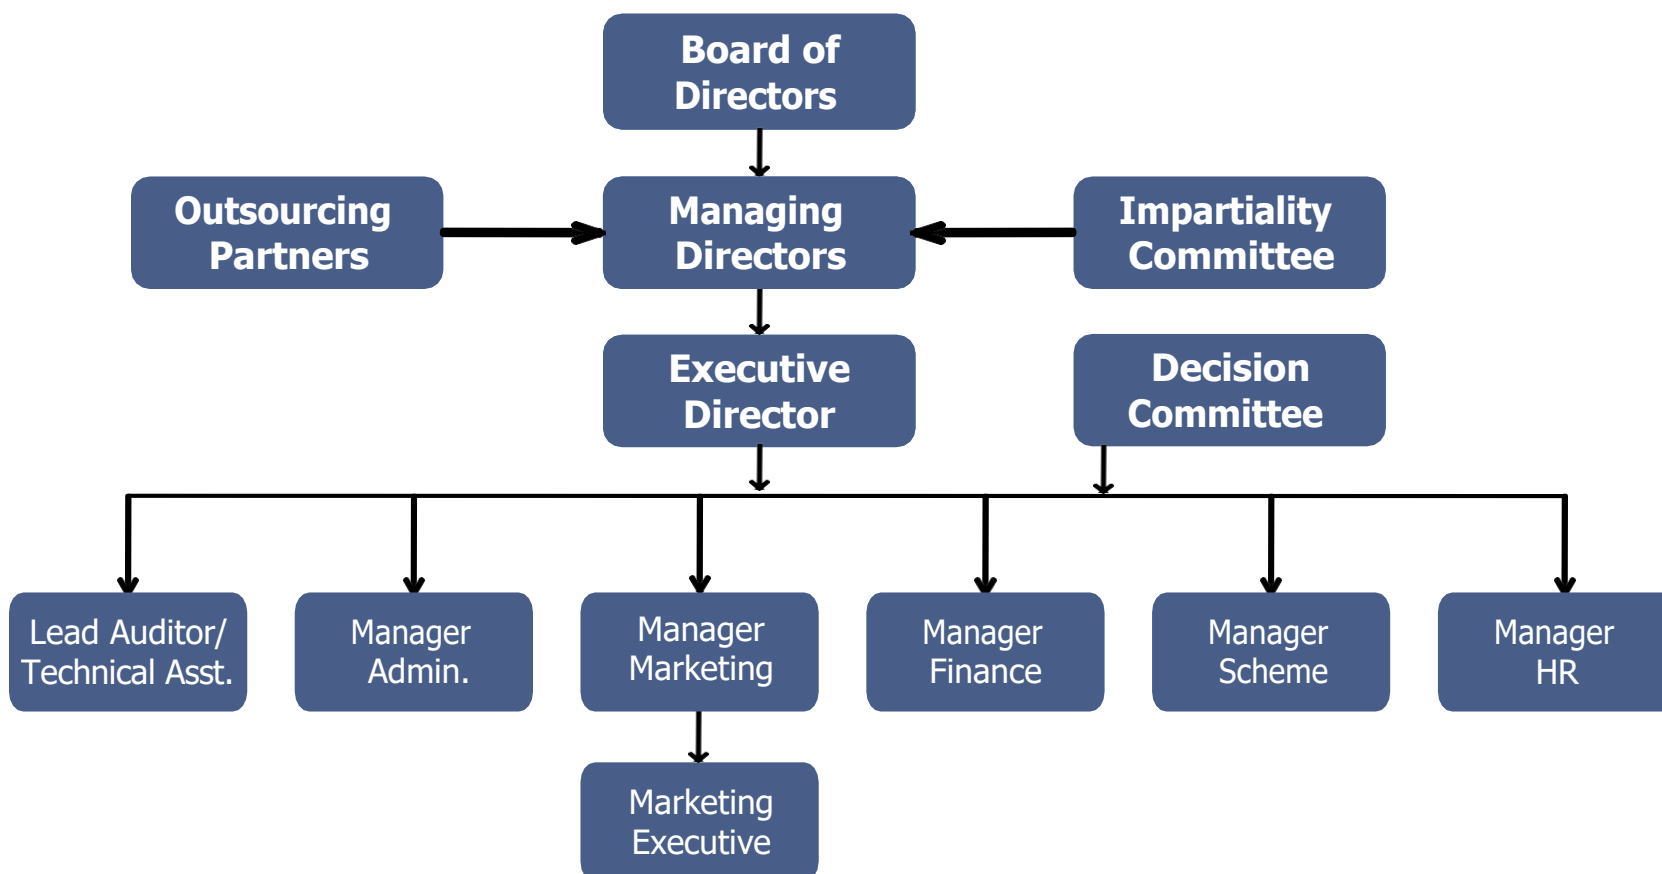 Board of
Directors
Outsourcing
Partners
Managing
Directors
Impartiality
Committee
Executive
Director
Decision
Committee
Lead Auditor/
Technical Asst.
Manager
Admin.
Manager
Marketing
Manager
Finance
Manager
Scheme
Manager
HR
Marketing
Executive